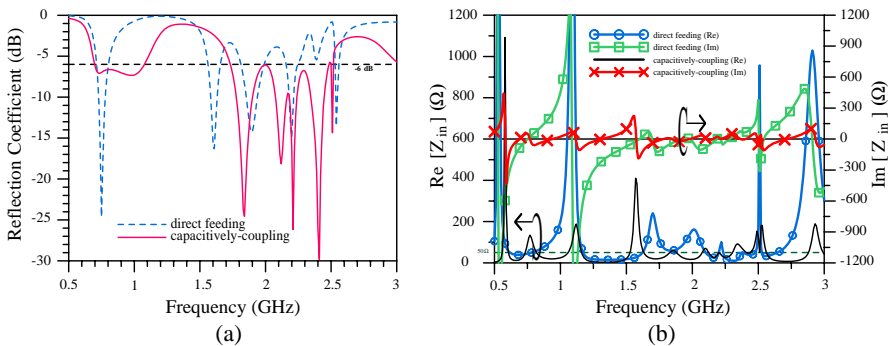 Reflection Coefficient (dB)
0
-5
-10
-15
-20
-25
-30
-6 dB
direct feeding
capacitively-coupling
0.5
1
1.5
2
2.5
3
Frequency (GHz)
(a)
Re [Z in] (Ω)
1200
1000
800
600
400
200
0
50Ω
direct feeding (Re)
direct feeding (Im)
capacitively-coupling (Re)
capacitively-coupling (Im)
1200
900
600
300
0
-300
-600
-900
-1200
Im [Z in] (Ω)
0.5
1
1.5
2
2.5
3
Frequency (GHz)
(b)